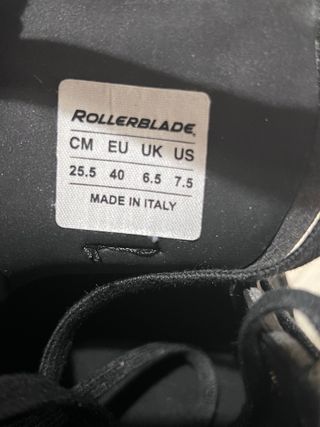 ROLLERBLADE
CM EU UK US
25.5 40 6.5 7.5
MADE IN ITALY